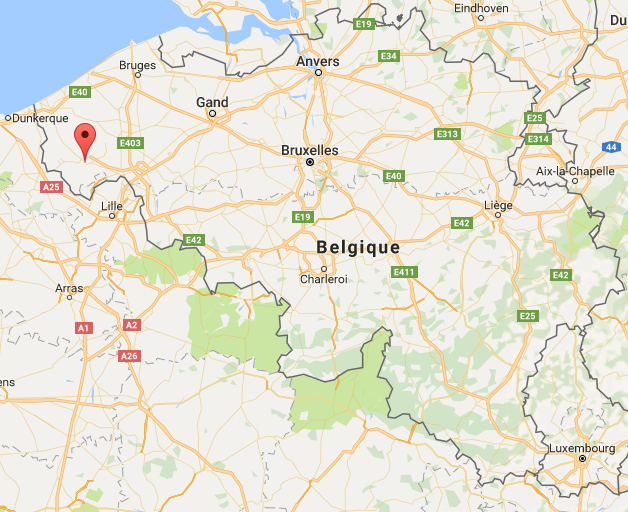 Eindhoven
E19
Du
Anvers
E34
Bruges
E40
Gand
Dunkerque
E403
E25
E313
E314
44
Bruxelles
Aix-la-Chapelle
E40
A25
Lille
Liège
E19
E42
E42
Belgique
E411
E42
Charleroi
Arras
E25
A1
A2
A26
ens
Luxembourg